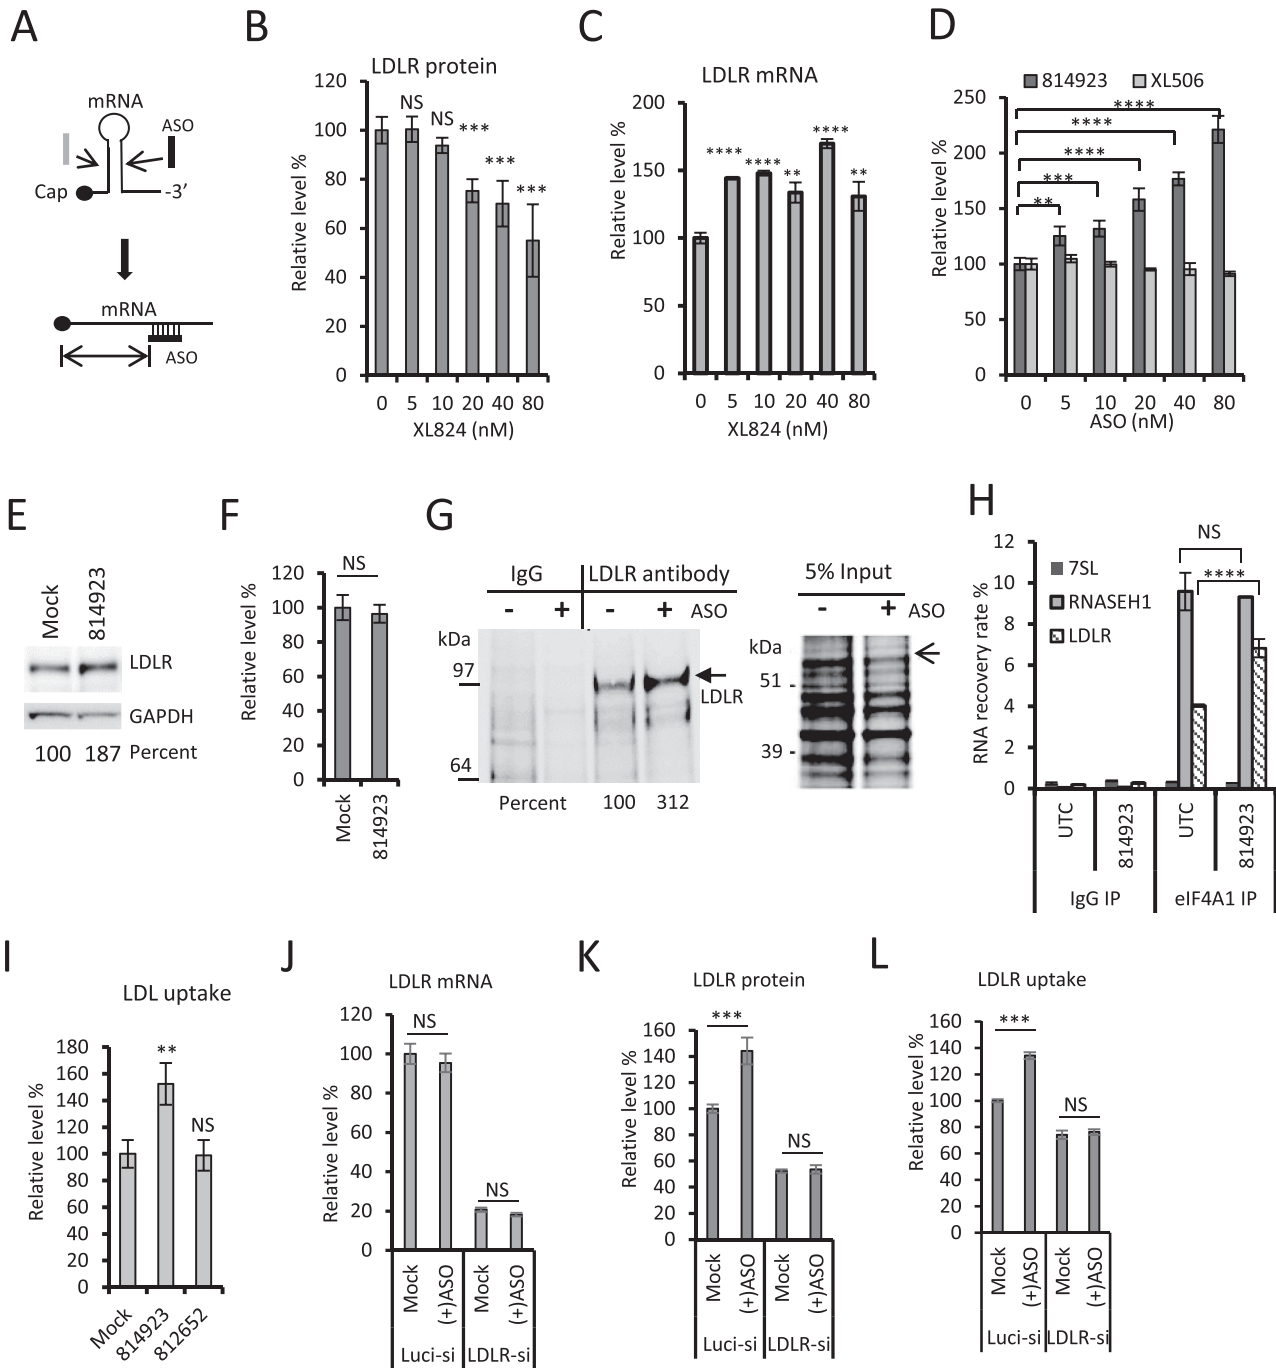 A
mRNA
ASO
Cap
-3’
mRNA
ASO
B
LDLR protein
Relative level %
120
100
80
60
40
20
0
NS
NS
***
***
***
0 5 10 20 40 80
XL824 (nM)
C
LDLR mRNA
Relative level %
200
150
100
50
0
****
****
**
****
**
0 5 10 20 40 80
XL824 (nM)
D
814923 XL506
Relative level %
250
200
150
100
50
0
****
****
****
***
**
0 5 10 20 40 80
ASO (nM)
E
Mock 814923
LDLR
GAPDH
100 187 Percent
F
Relative level %
120
100
80
60
40
20
0
NS
Mock 814923
G
IgG LDLR antibody
- + - + ASO
kDa
97
64
LDLR
Percent 100 312
5% Input
- + ASO
kDa
51
39
H
RNA recovery rate %
12
10
8
6
4
2
0
7SL
RNASEH1
LDLR
NS
****
UTC 814923 UTC 814923
IgG IP eIF4A1 IP
I
LDL uptake
Relative level %
180
160
140
120
100
80
60
40
20
0
**
NS
Mock 814923 812652
J
LDLR mRNA
Relative level %
120
100
80
60
40
20
0
NS
NS
Mock (+)ASO Mock (+)ASO
Luci-si LDLR-si
K
LDLR protein
Relative level %
160
140
120
100
80
60
40
20
0
***
NS
Mock (+)ASO Mock (+)ASO
Luci-si LDLR-si
L
LDLR uptake
Relative level %
160
140
120
100
80
60
40
20
0
***
NS
Mock (+)ASO Mock (+)ASO
Luci-si LDLR-si